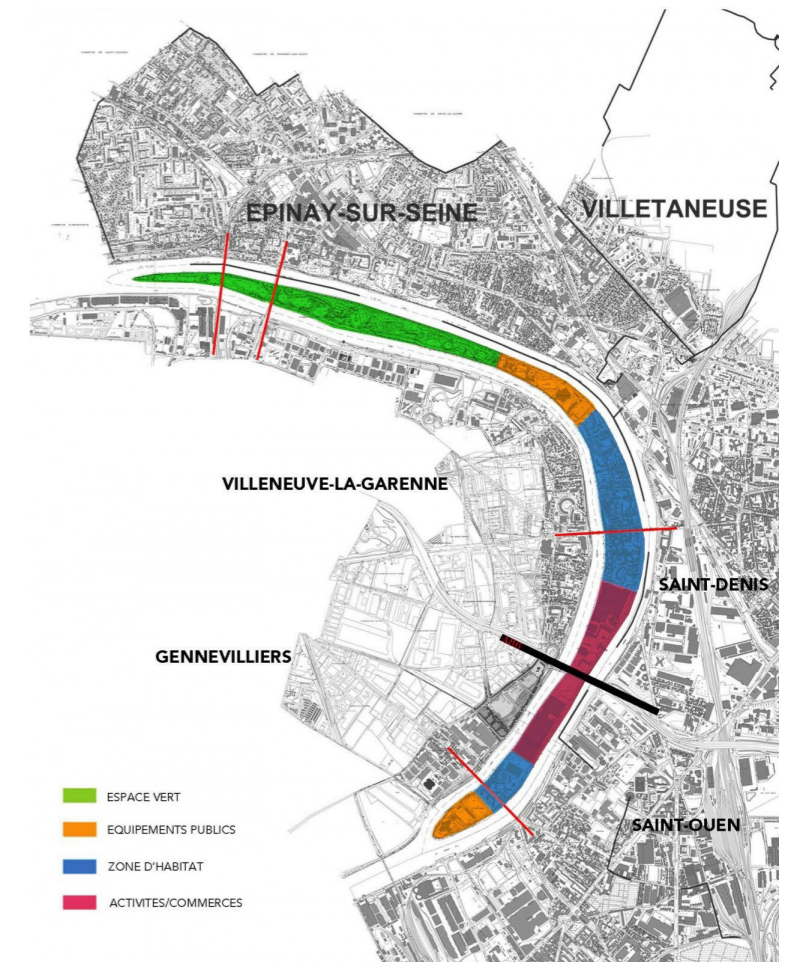 EPINAY-SUR-SEINE
VILLETANEUSE
VILLENEUVE-LA-GARENNE
SAINT-DENIS
GENNEVILLIERS
SAINT-OUEN
ESPACE VERT
EQUIPEMENTS PUBLICS
ZONE D'HABITAT
ACTIVITES/COMMERCES